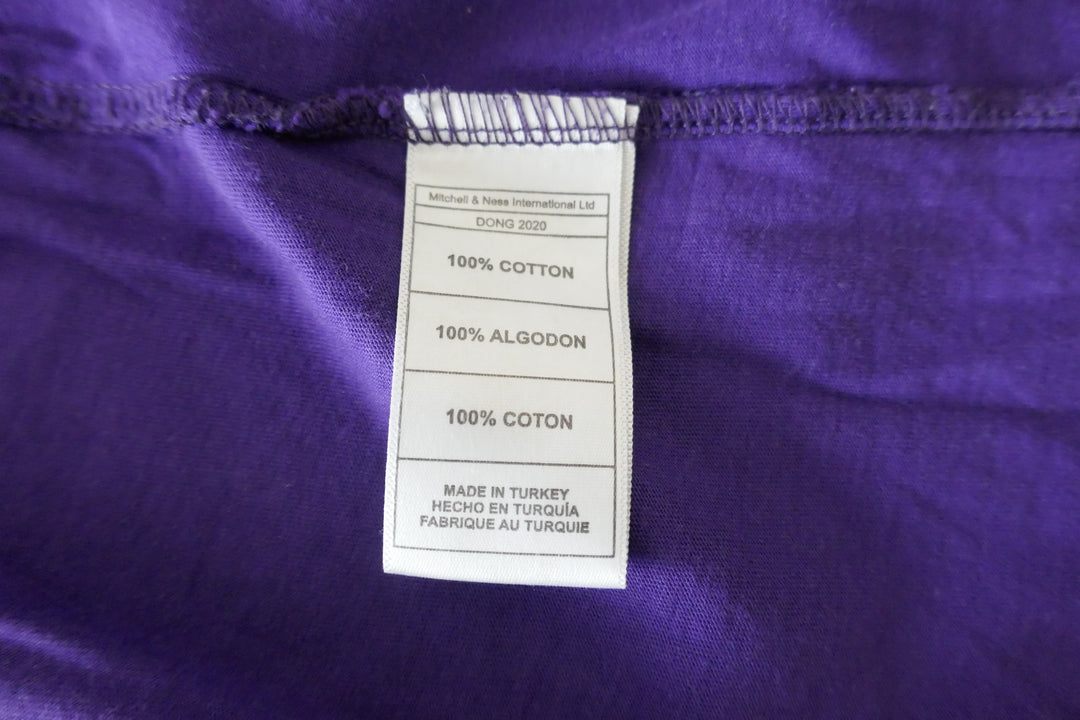 Mitchell & Ness International Ltd
DONG 2020
100% COTTON
100% ALGODON
100% COTON
MADE IN TURKEY
HECHO EN TURQUÍA
FABRIQUE AU TURQUIE